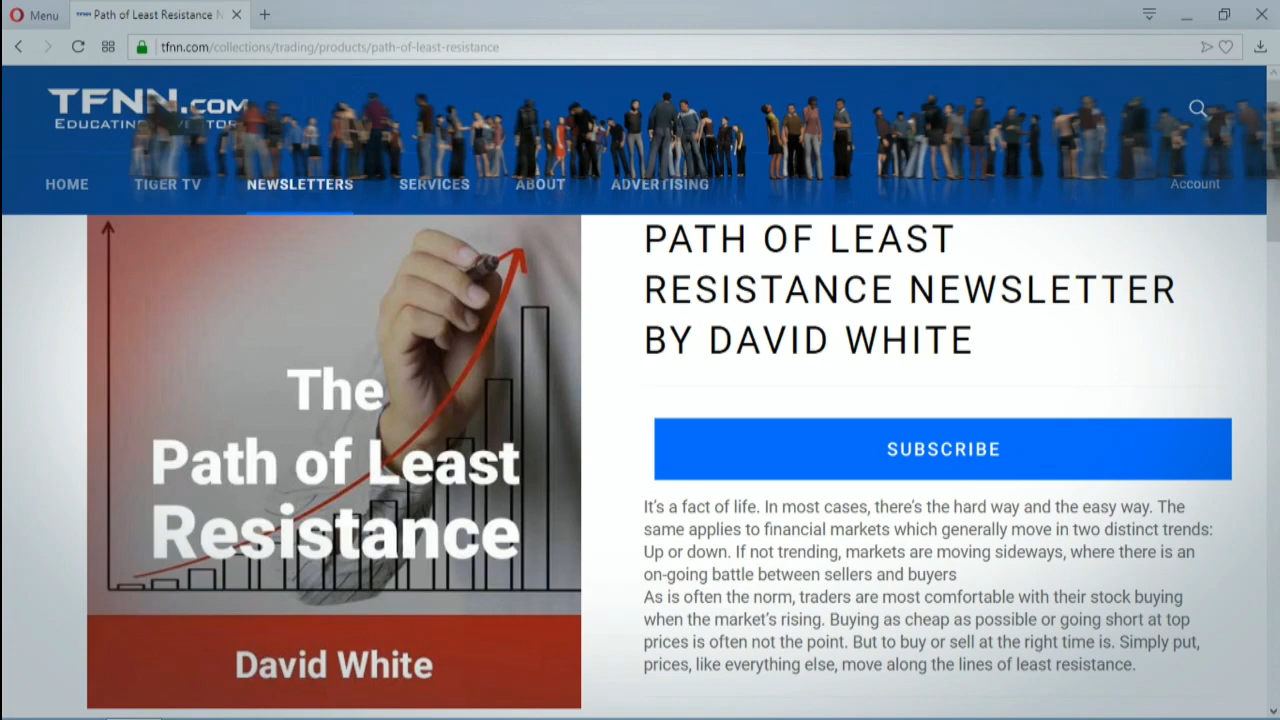 Menu
Path of Least Resistance N
tfnn.com/collections/trading/products/path-of-least-resistance
TFNN.COM
HOME
TIGER TV
NEWSLETTERS
SERVICES
ABOUT
ADVERTISING
Account
The
Path of Least
Resistance
David White
PATH OF LEAST
RESISTANCE NEWSLETTER
BY DAVID WHITE
SUBSCRIBE
It's a fact of life. In most cases, there's the hard way and the easy way. The
same applies to financial markets which generally move in two distinct trends:
Up or down. If not trending, markets are moving sideways, where there is an
on-going battle between sellers and buyers
As is often the norm, traders are most comfortable with their stock buying
when the market's rising. Buying as cheap as possible or going short at top
prices is often not the point. But to buy or sell at the right time is. Simply put,
prices, like everything else, move along the lines of least resistance.